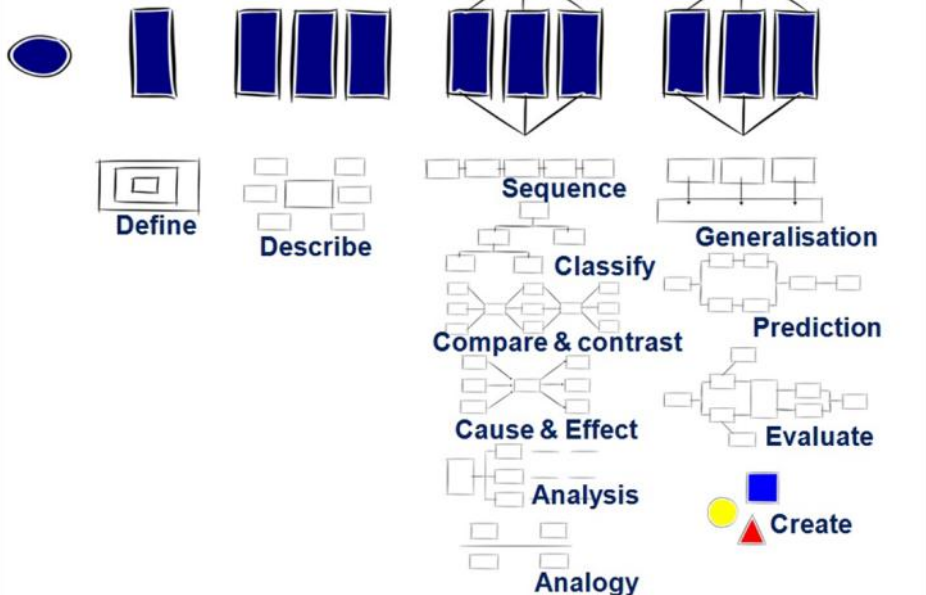 Define
Describe
Sequence
Classify
Compare & contrast
Cause & Effect
Analysis
Analogy
Generalisation
Prediction
Evaluate
Create